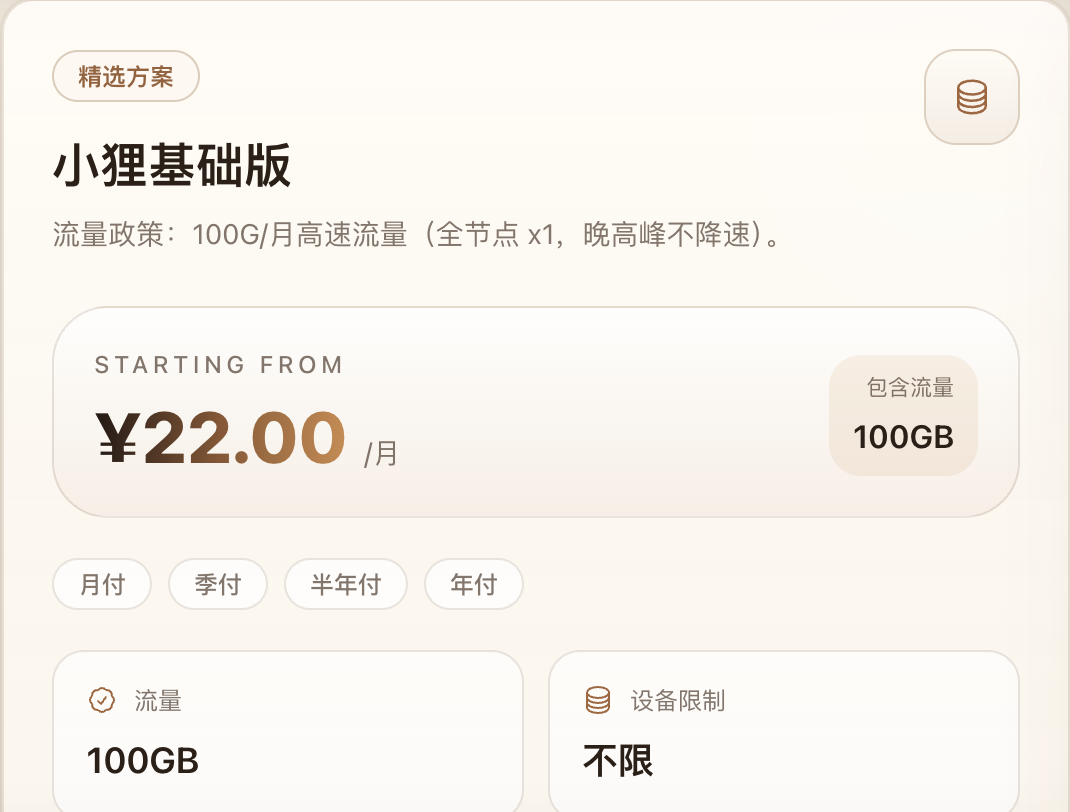 精选方案
小狸基础版
流量政策：100G/月高速流量（全节点 x1，晚高峰不降速）。
STARTING FROM
¥22.00 /月
包含流量
100GB
月付 季付 半年付 年付
流量
100GB
设备限制
不限